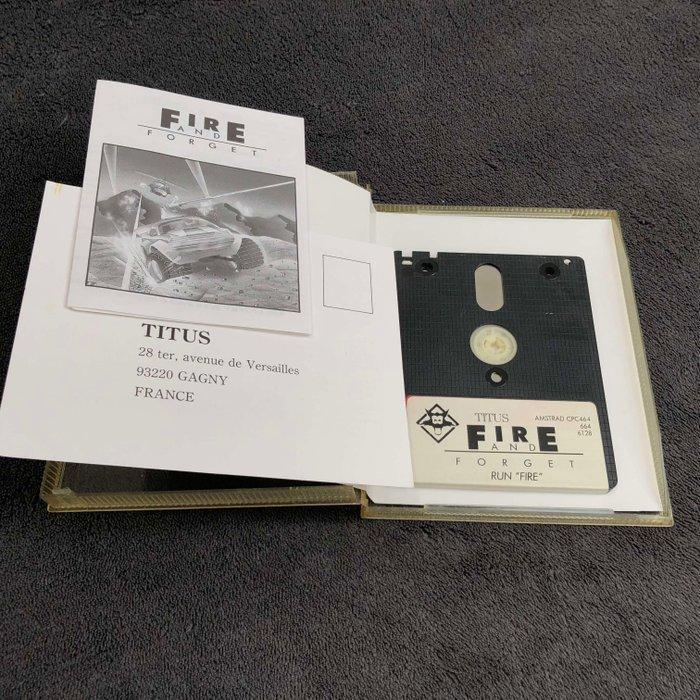 FIRE
AND
FORGET
TITUS
28 ter, avenue de Versailles
93220 GAGNY
FRANCE
TITUS
AMSTRAD CPC464
664
6128
FIRE
AND
FORGET
RUN "FIRE"